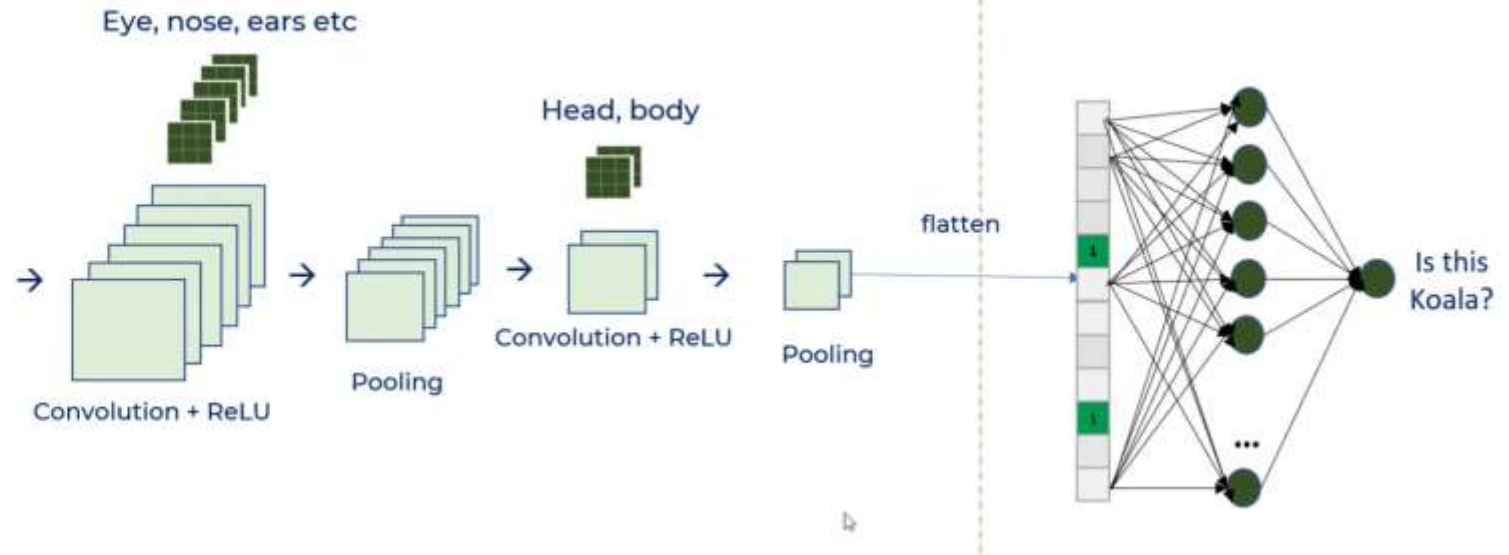 Eye, nose, ears etc
Head, body
flatten
1
Is this
Koala?
Convolution + ReLU
Pooling
Pooling
Convolution + ReLU
1
...